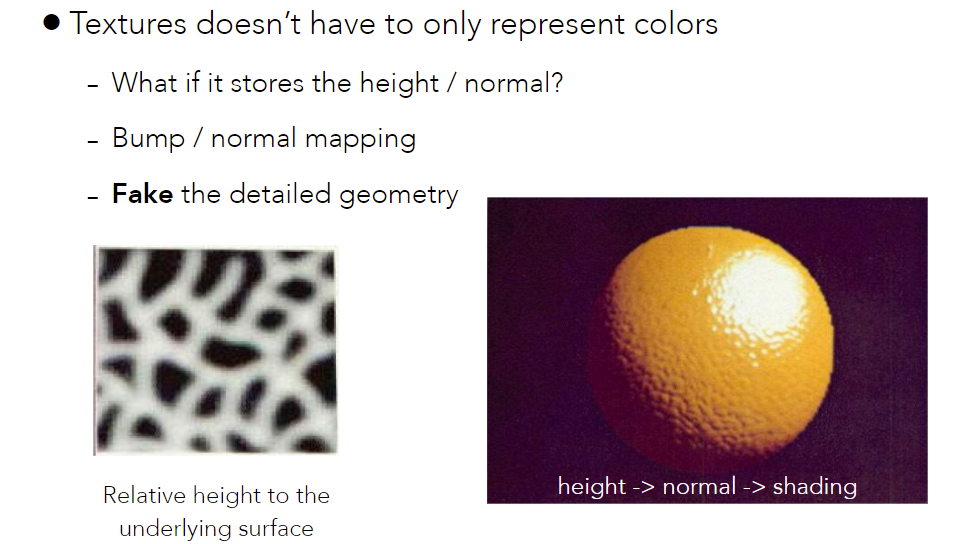 ● Textures doesn’t have to only represent colors
– What if it stores the height / normal?
– Bump / normal mapping
– Fake the detailed geometry
Relative height to the
underlying surface
height -> normal -> shading